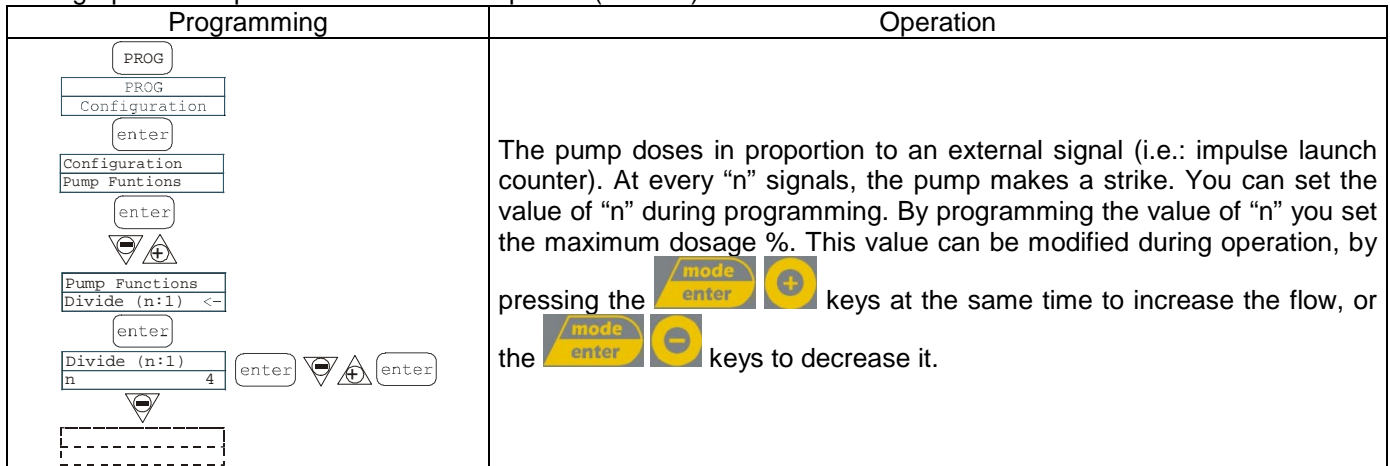 Programming
Operation
PROG
PROG
Configuration
enter
Configuration
Pump Funtions
enter
Pump Functions
Divide (n:1) <-
enter
Divide (n:1)
n 4
enter
enter
The pump doses in proportion to an external signal (i.e.: impulse launch
counter). At every “n” signals, the pump makes a strike. You can set the
value of “n” during programming. By programming the value of “n” you set
the maximum dosage %. This value can be modified during operation, by
pressing the mode enter + keys at the same time to increase the flow, or
the mode enter - keys to decrease it.